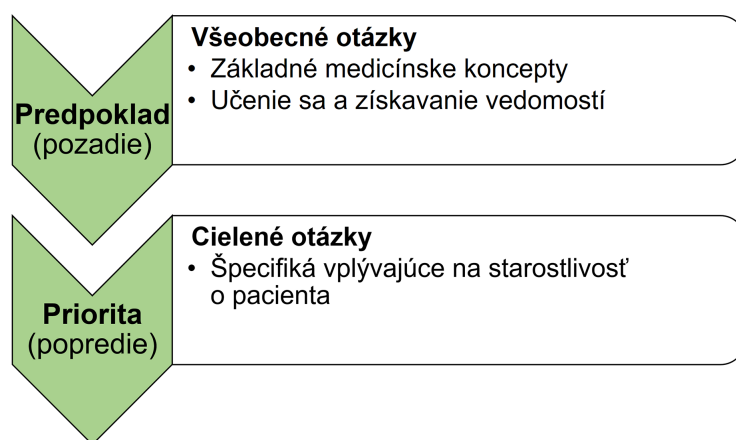 Predpoklad
(pozadie)
Všeobecné otázky
• Základné medicínske koncepty
• Učenie sa a získavanie vedomostí
Priorita
(popredie)
Cielené otázky
• Špecifiká vplývajúce na starostlivosť
o pacienta